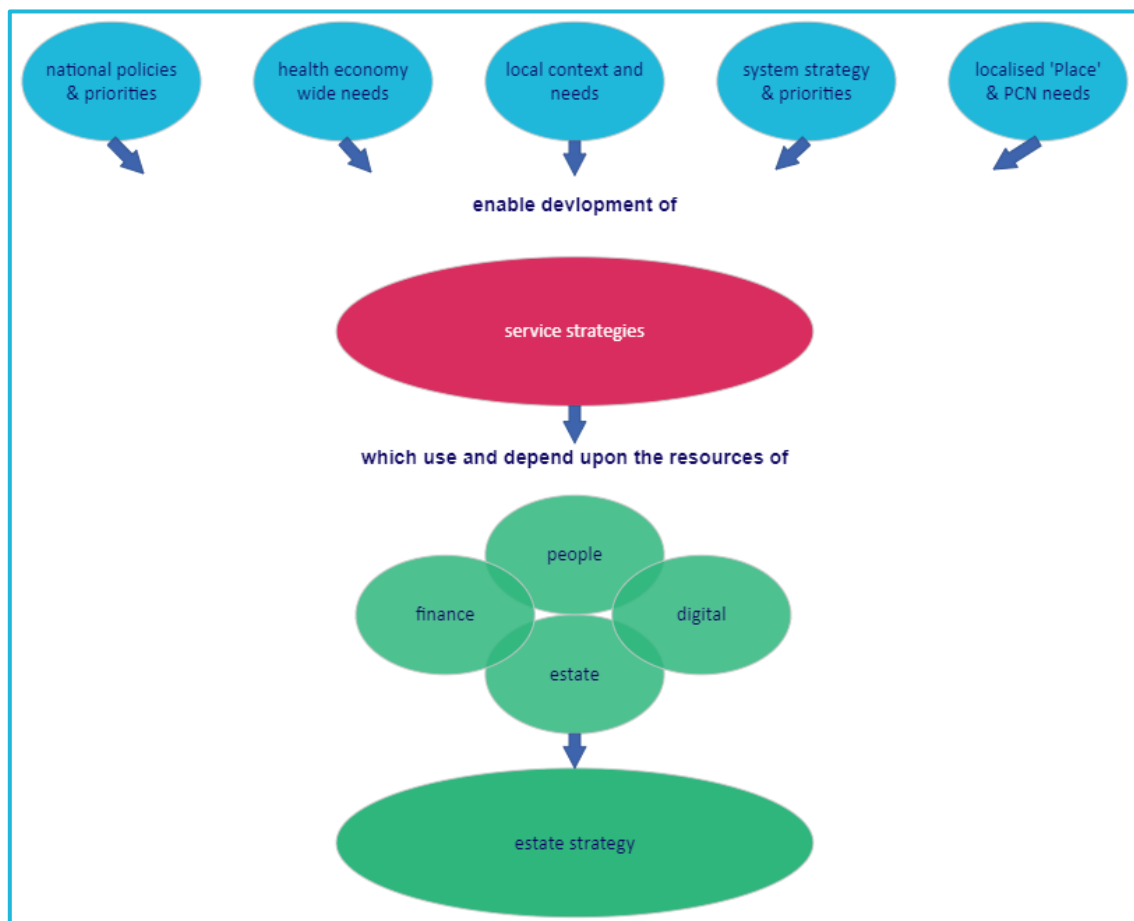 national policies
& priorities
health economy
wide needs
local context and
needs
system strategy
& priorities
localised 'Place'
& PCN needs
enable devlopment of
service strategies
which use and depend upon the resources of
people
finance
digital
estate
estate strategy